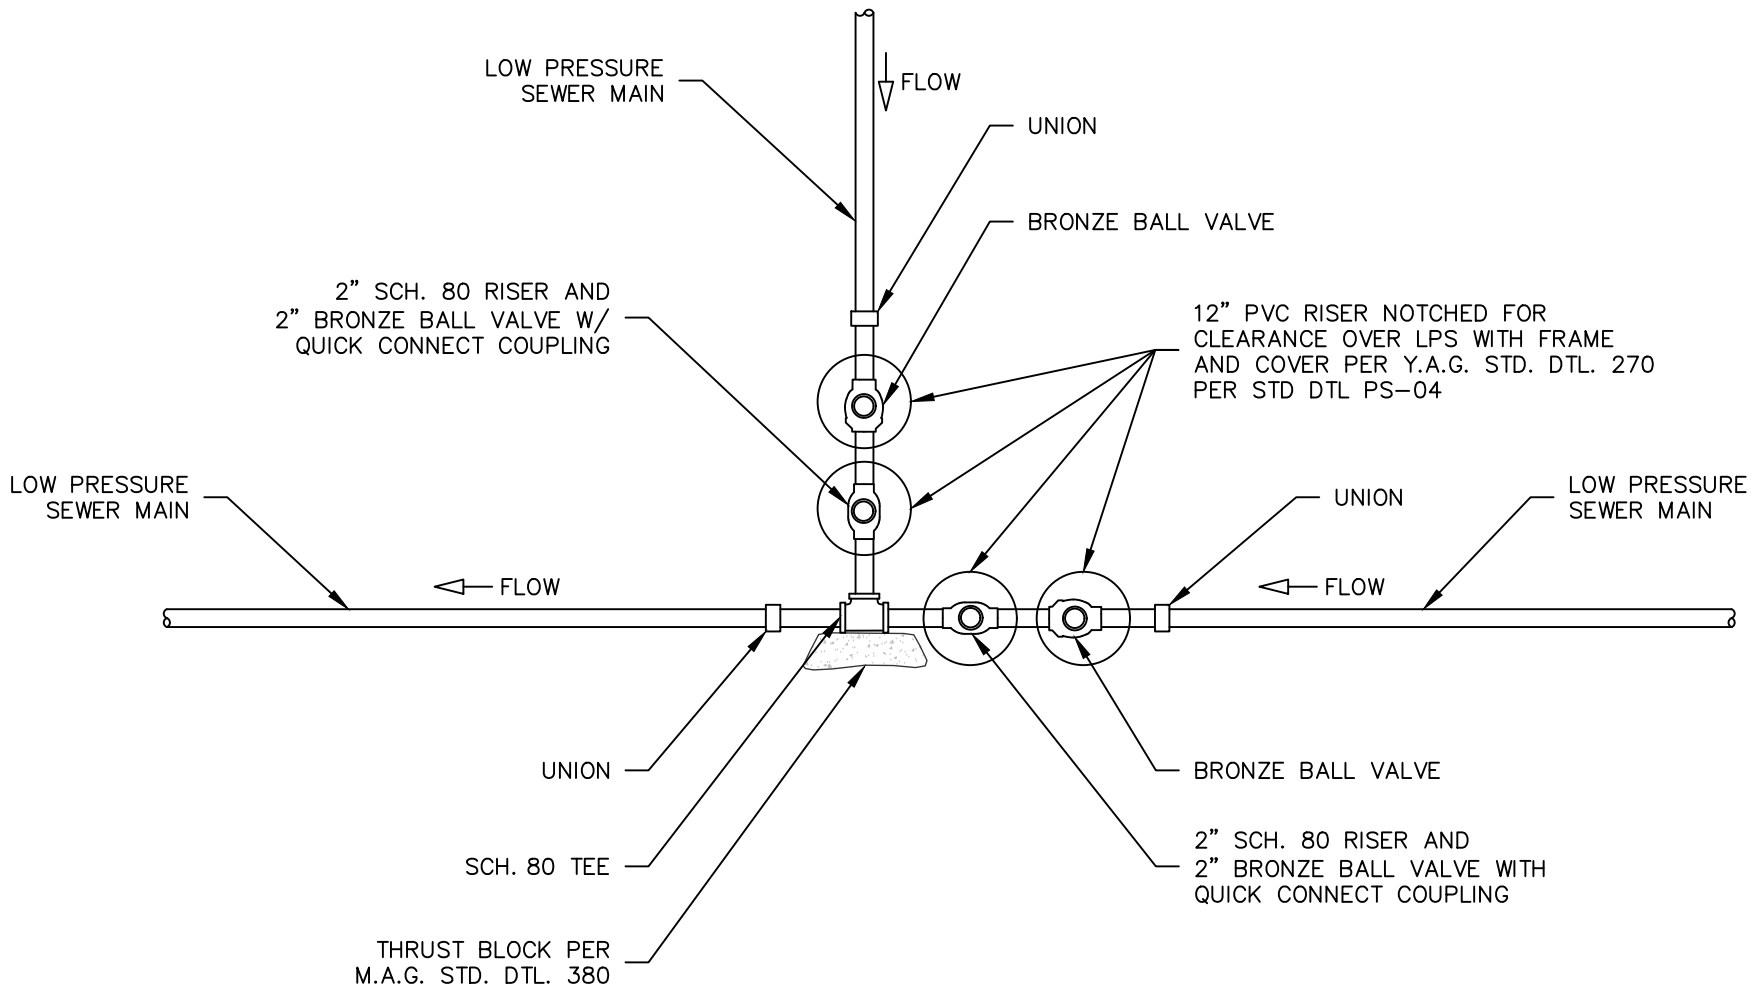 LOW PRESSURE
SEWER MAIN
FLOW
UNION
BRONZE BALL VALVE
2” SCH. 80 RISER AND
2” BRONZE BALL VALVE W/
QUICK CONNECT COUPLING
12” PVC RISER NOTCHED FOR
CLEARANCE OVER LPS WITH FRAME
AND COVER PER Y.A.G. STD. DTL. 270
PER STD DTL PS-04
LOW PRESSURE
SEWER MAIN
UNION
LOW PRESSURE
SEWER MAIN
FLOW
FLOW
UNION
BRONZE BALL VALVE
SCH. 80 TEE
2” SCH. 80 RISER AND
2” BRONZE BALL VALVE WITH
QUICK CONNECT COUPLING
THRUST BLOCK PER
M.A.G. STD. DTL. 380